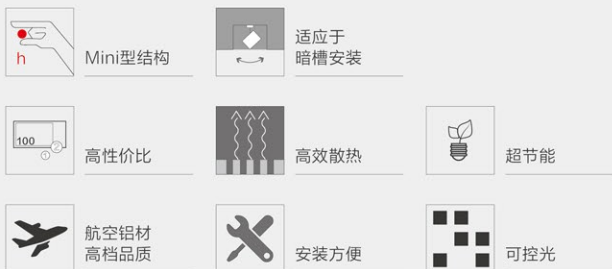 h
Mini型结构
适应于
暗槽安装
100
①
②
高性价比
高效散热
超节能
航空铝材
高档品质
安装方便
可控光